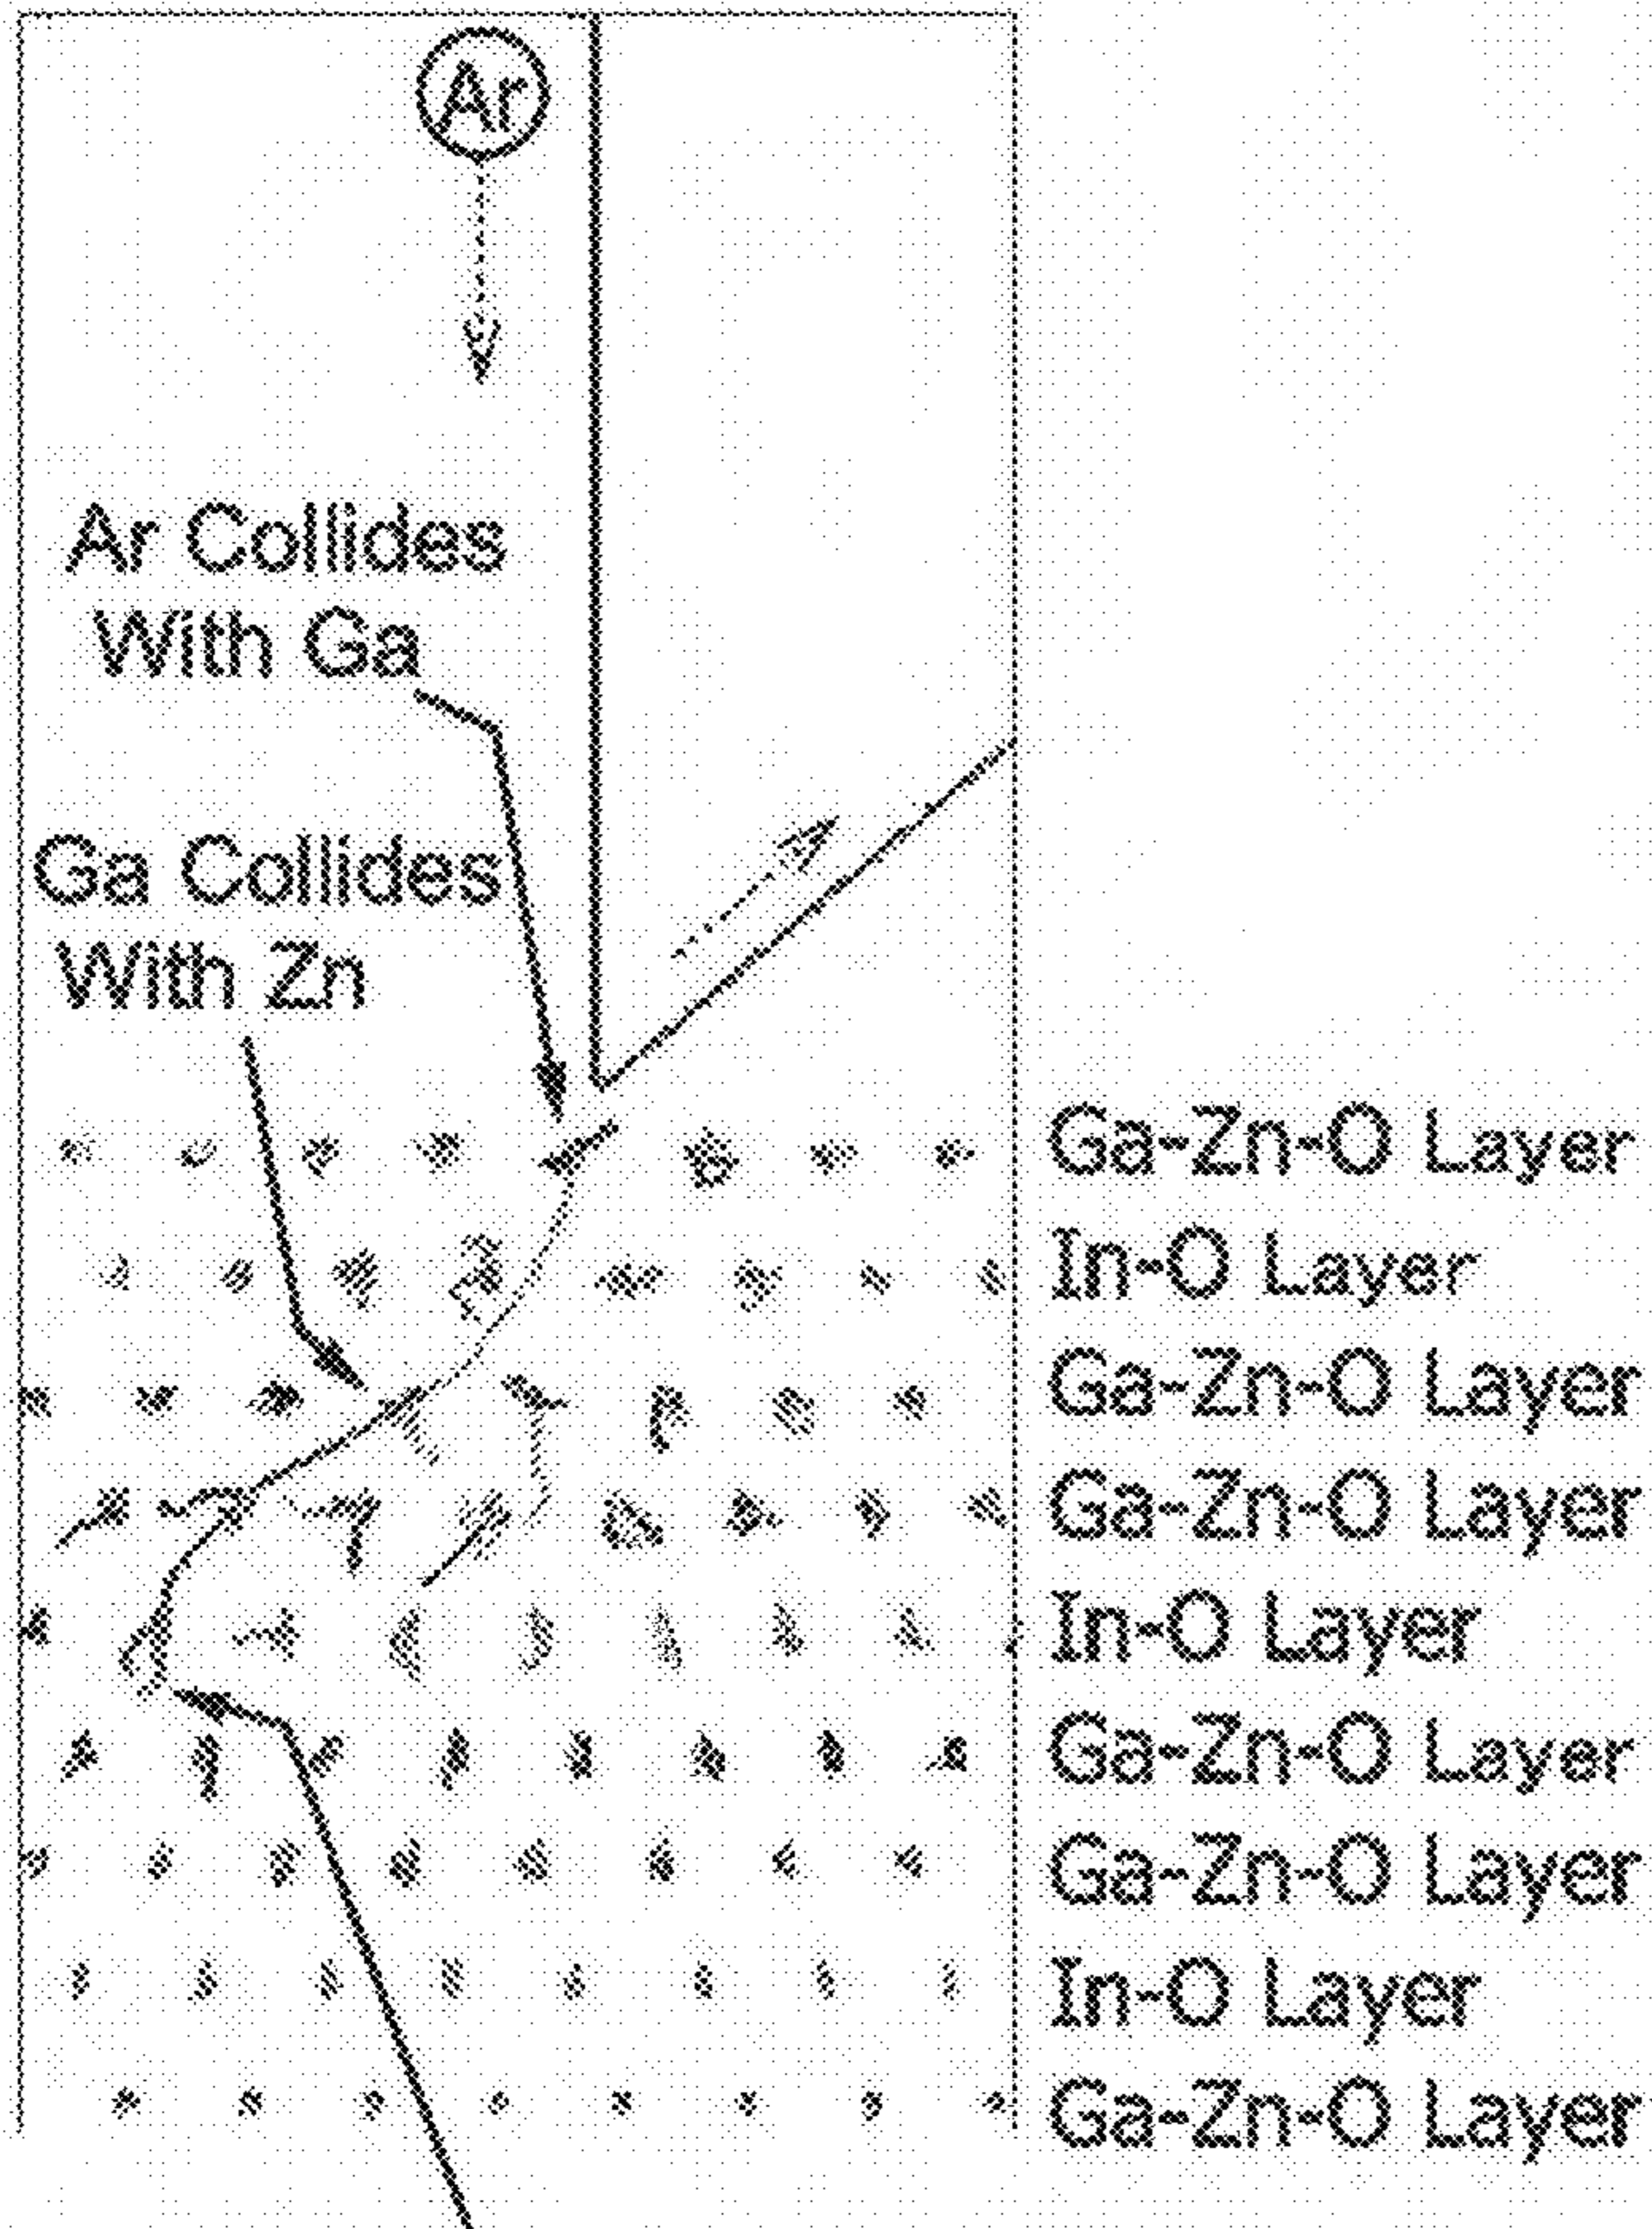 Ar
Ar Collides
With Ga
Ga Collides
With Zn
Ga-Zn-O Layer
In-O Layer
Ga-Zn-O Layer
Ga-Zn-O Layer
In-O Layer
Ga-Zn-O Layer
Ga-Zn-O Layer
In-O Layer
Ga-Zn-O Layer